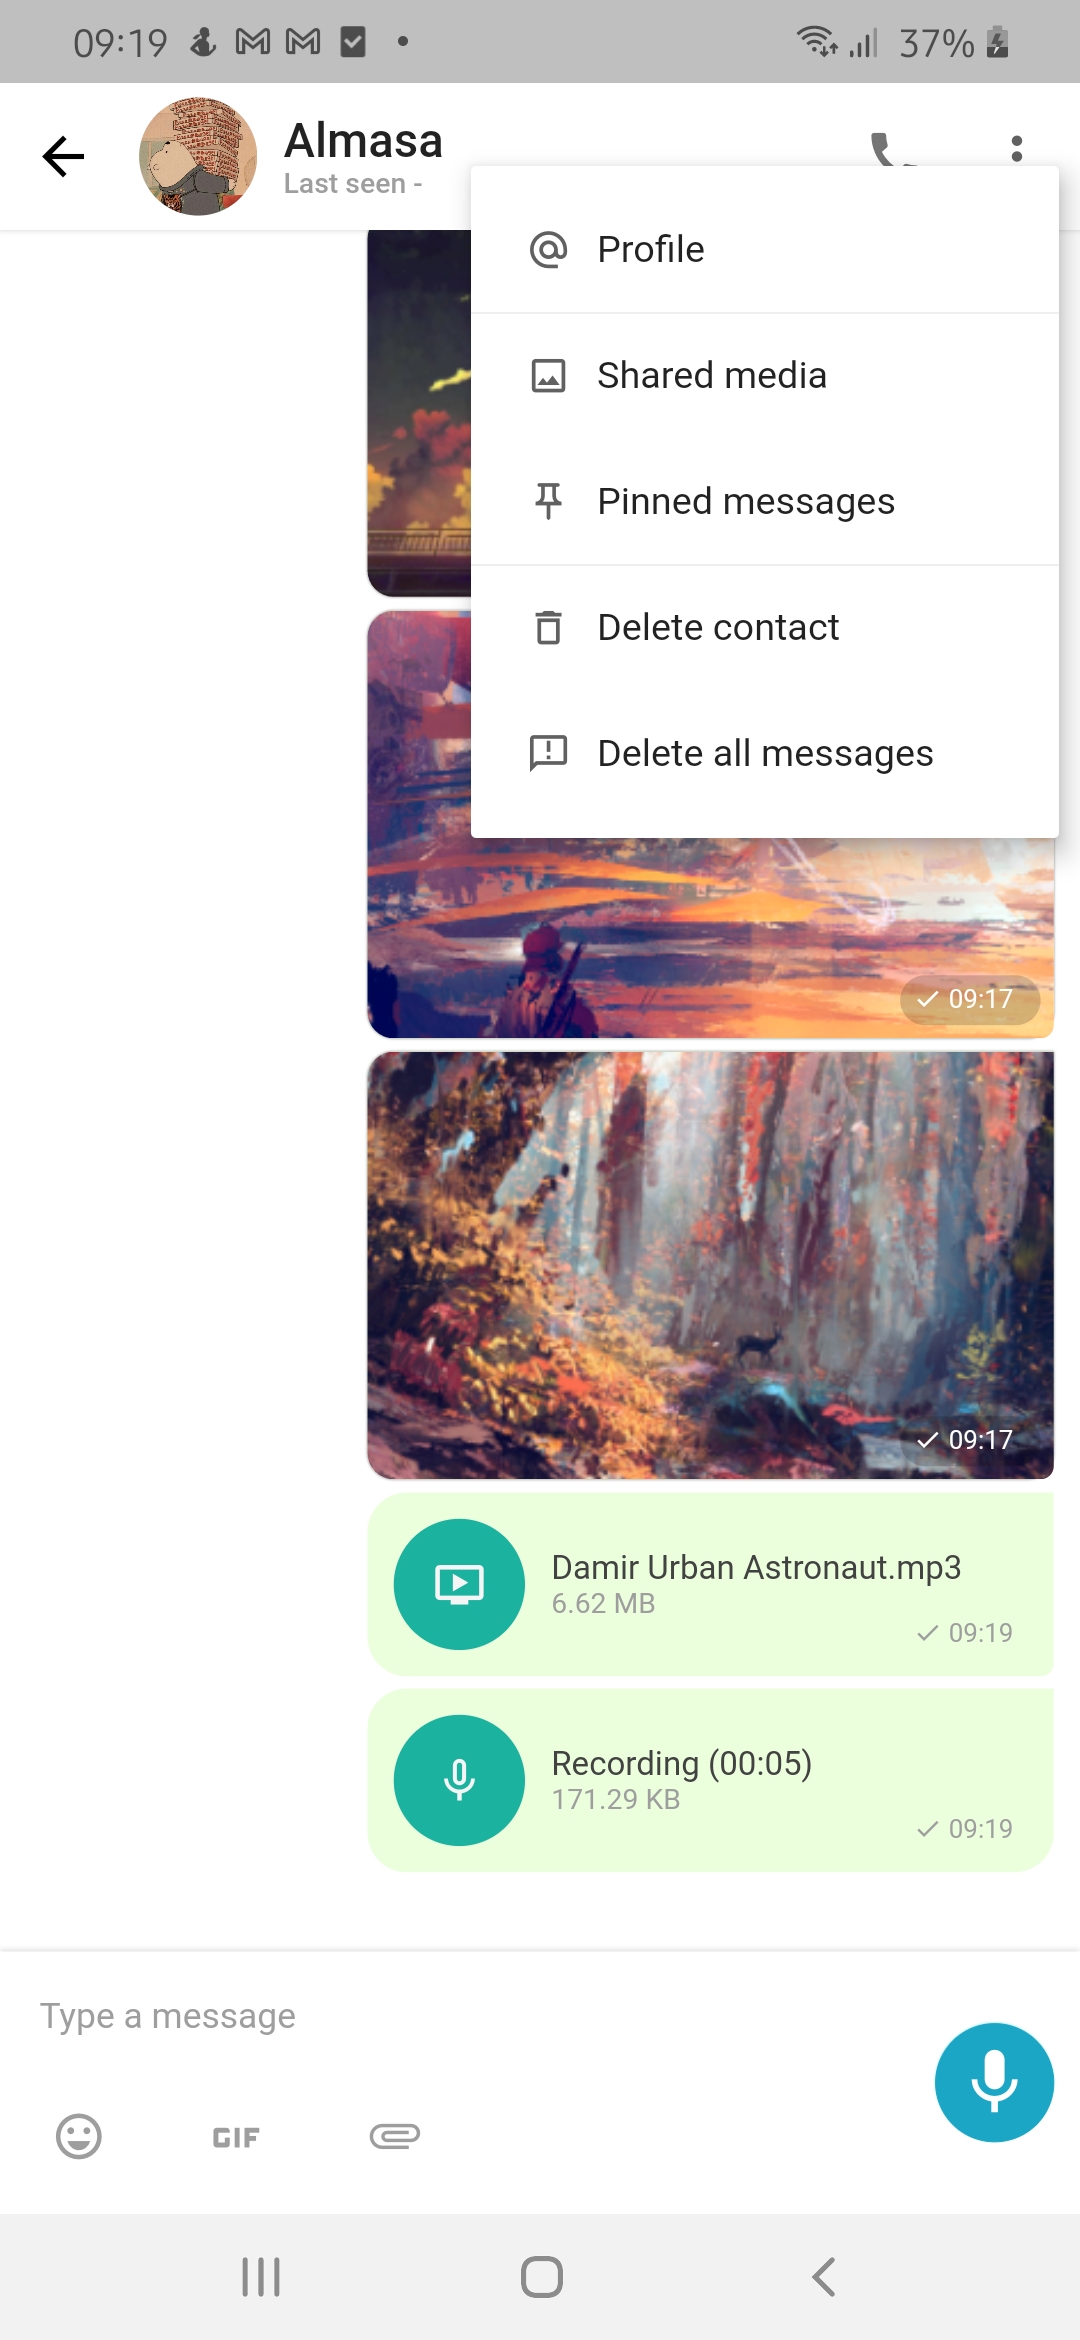 09:19
37%
Almasa
Last seen -
Profile
Shared media
Pinned messages
Delete contact
Delete all messages
09:17
09:17
Damir Urban Astronaut.mp3
6.62 MB
09:19
Recording (00:05)
171.29 KB
09:19
Type a message
GIF